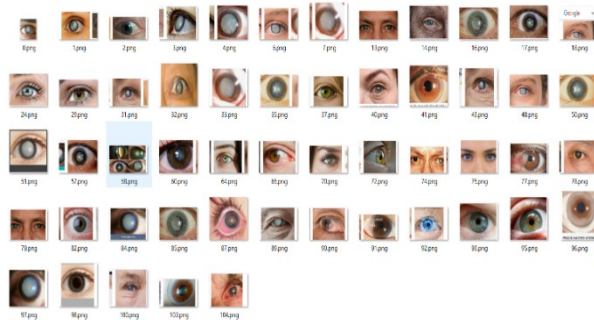 0.png 1.png 2.png 3.png 4.png 6.png 7.png 13.png 14.png 16.png 17.png 18.png
Google
24.png 29.png 31.png 32.png 33.png 35.png 37.png 40.png 41.png 43.png 48.png 50.png
51.png 57.png 58.png 60.png 64.png 65.png 70.png 72.png 74.png 75.png 77.png 78.png
79.png 82.png 84.png 85.png 87.png 89.png 90.png 91.png 92.png 93.png 95.png 96.png
97.png 98.png 100.png 103.png 104.png